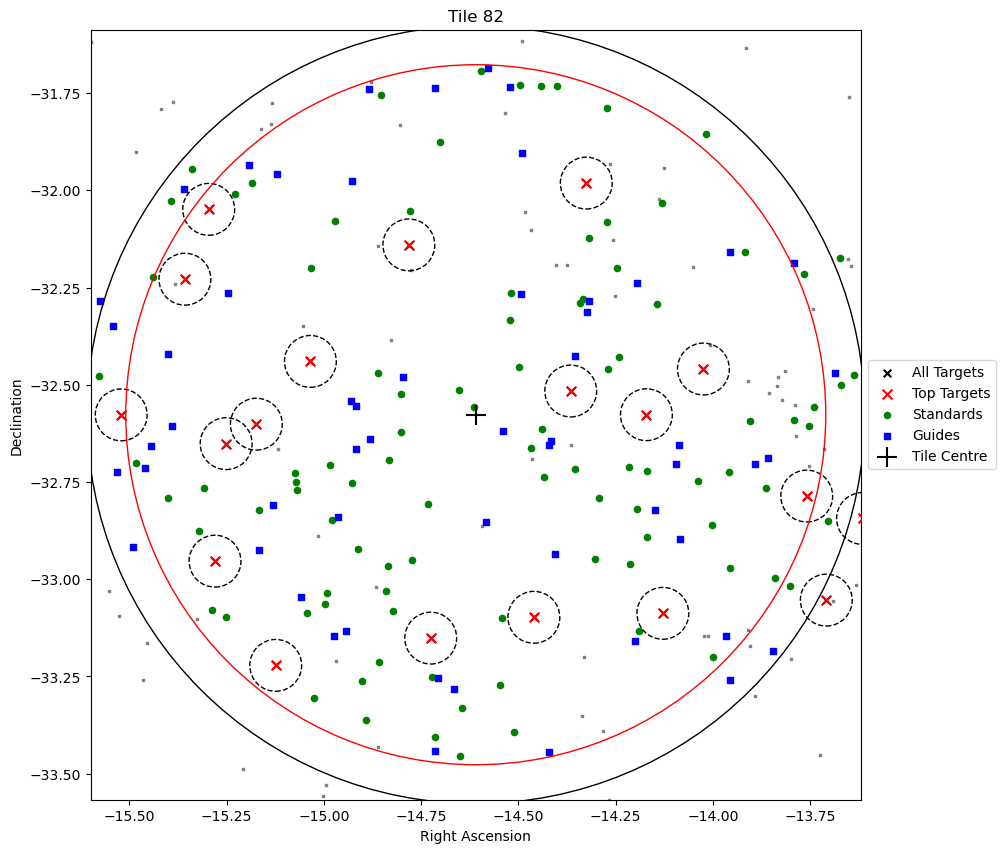 Tile 82
−31.75
−32.00
−32.25
−32.50
−32.75
−33.00
−33.25
−33.50
Declination
−15.50
−15.25
−15.00
−14.75
−14.50
−14.25
−14.00
−13.75
Right Ascension
All Targets
Top Targets
Standards
Guides
Tile Centre